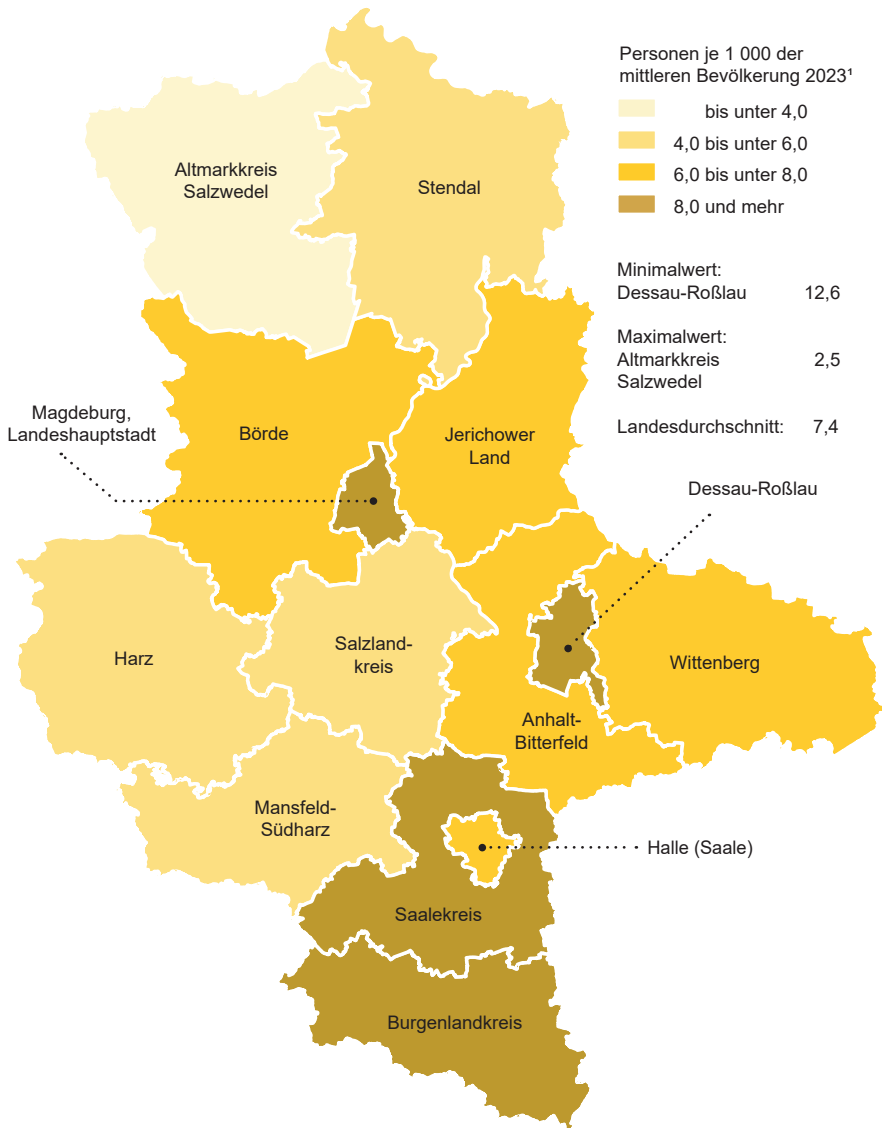 Personen je 1 000 der
mittleren Bevölkerung 2023¹
bis unter 4,0
4,0 bis unter 6,0
6,0 bis unter 8,0
8,0 und mehr
Minimalwert:
Dessau-Roßlau 12,6
Maximalwert:
Altmarkkreis 2,5
Salzwedel
Landesdurchschnitt: 7,4
Altmarkkreis
Salzwedel
Stendal
Magdeburg,
Landeshauptstadt
Börde
Jerichower
Land
Dessau-Roßlau
Harz
Salzland-
kreis
Wittenberg
Anhalt-
Bitterfeld
Mansfeld-
Südharz
Halle (Saale)
Saalekreis
Burgenlandkreis